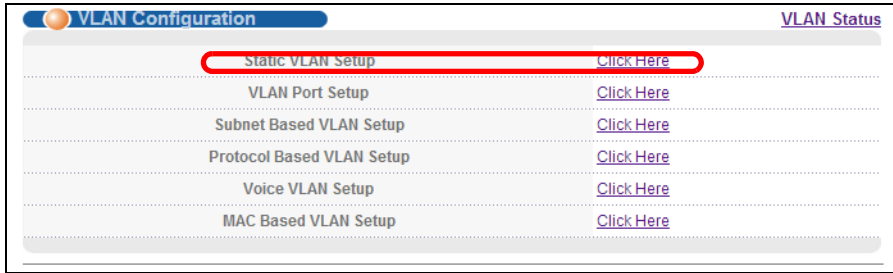 VLAN Configuration VLAN Status
Static VLAN Setup Click Here
VLAN Port Setup Click Here
Subnet Based VLAN Setup Click Here
Protocol Based VLAN Setup Click Here
Voice VLAN Setup Click Here
MAC Based VLAN Setup Click Here